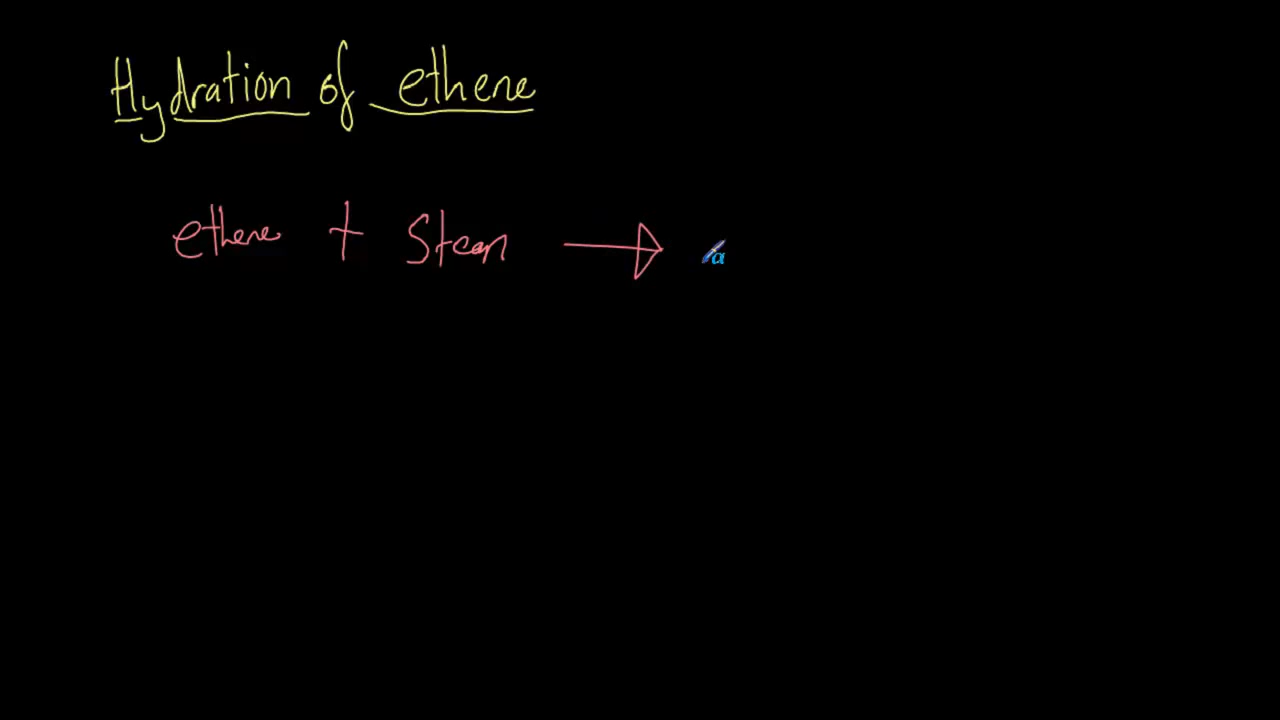 Hydration of ethene
ethene + Steam →